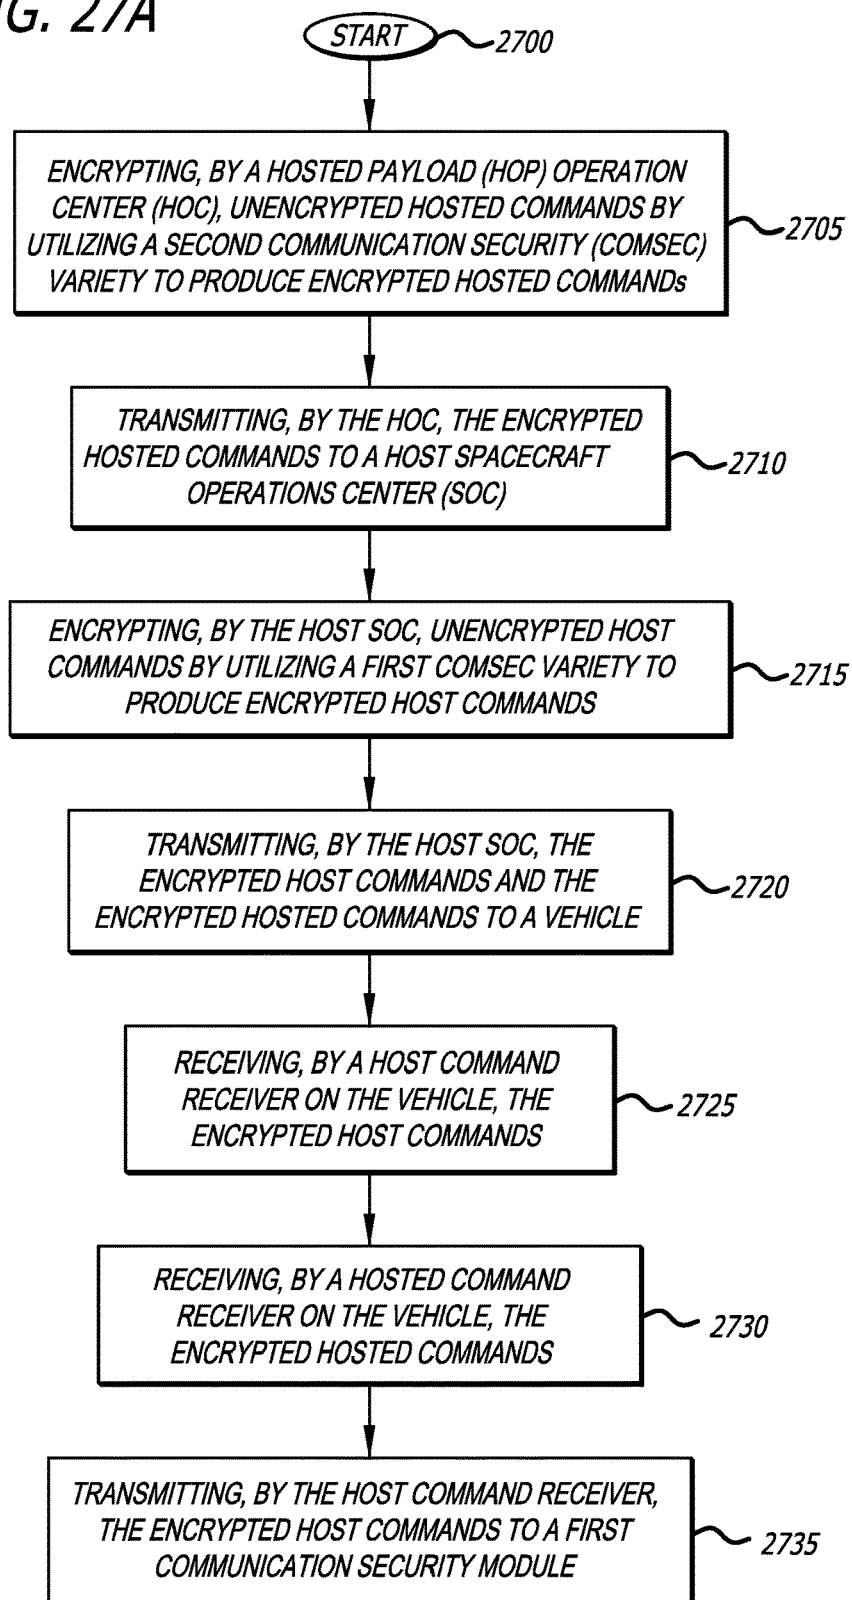 G. 27A
START
2700
ENCRYPTING, BY A HOSTED PAYLOAD (HOP) OPERATION
CENTER (HOC), UNENCRYPTED HOSTED COMMANDS BY
UTILIZING A SECOND COMMUNICATION SECURITY (COMSEC)
VARIETY TO PRODUCE ENCRYPTED HOSTED COMMANDs
2705
TRANSMITTING, BY THE HOC, THE ENCRYPTED
HOSTED COMMANDS TO A HOST SPACECRAFT
OPERATIONS CENTER (SOC)
2710
ENCRYPTING, BY THE HOST SOC, UNENCRYPTED HOST
COMMANDS BY UTILIZING A FIRST COMSEC VARIETY TO
PRODUCE ENCRYPTED HOST COMMANDS
2715
TRANSMITTING, BY THE HOST SOC, THE
ENCRYPTED HOST COMMANDS AND THE
ENCRYPTED HOSTED COMMANDS TO A VEHICLE
2720
RECEIVING, BY A HOST COMMAND
RECEIVER ON THE VEHICLE, THE
ENCRYPTED HOST COMMANDS
2725
RECEIVING, BY A HOSTED COMMAND
RECEIVER ON THE VEHICLE, THE
ENCRYPTED HOSTED COMMANDS
2730
TRANSMITTING, BY THE HOST COMMAND RECEIVER,
THE ENCRYPTED HOST COMMANDS TO A FIRST
COMMUNICATION SECURITY MODULE
2735